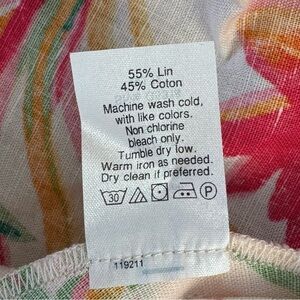 55% Lin
45% Coton
Machine wash cold,
with like colors.
Non chlorine
bleach only.
Tumble dry low.
Warm iron as needed.
Dry clean if preferred.
30 P
119211